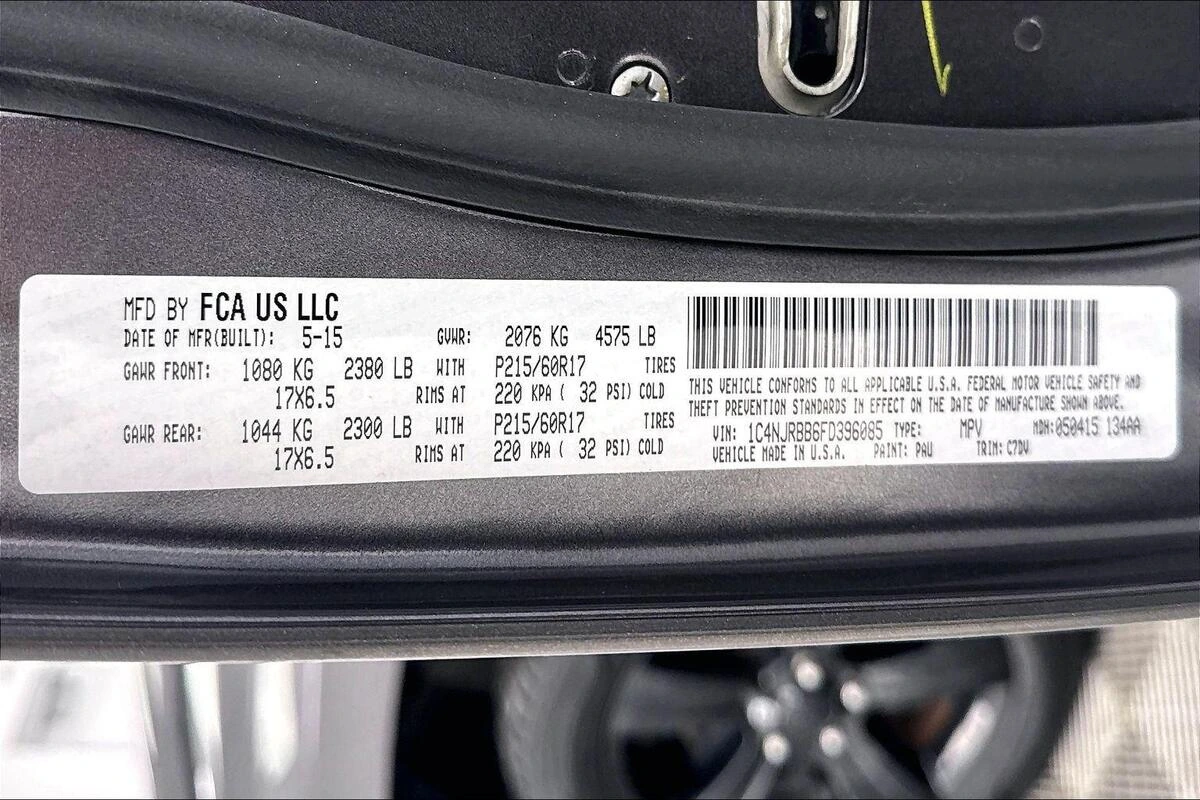 MFD BY FCA US LLC
DATE OF MFR(BUILT): 5-15 GVWR: 2076 KG 4575 LB
GAWR FRONT: 1080 KG 2380 LB WITH P215/60R17 TIRES
17X6.5 RIMS AT 220 KPA ( 32 PSI) COLD
GAWR REAR: 1044 KG 2300 LB WITH P215/60R17 TIRES
17X6.5 RIMS AT 220 KPA ( 32 PSI) COLD
THIS VEHICLE CONFORMS TO ALL APPLICABLE U.S.A. FEDERAL MOTOR VEHICLE SAFETY AND
THEFT PREVENTION STANDARDS IN EFFECT ON THE DATE OF MANUFACTURE SHOWN ABOVE.
VIN: 1C4NJRBB6FD396085 TYPE: MPV MDH: 050415 134AA
VEHICLE MADE IN U.S.A. PAINT: PAU TRIM: C7DV